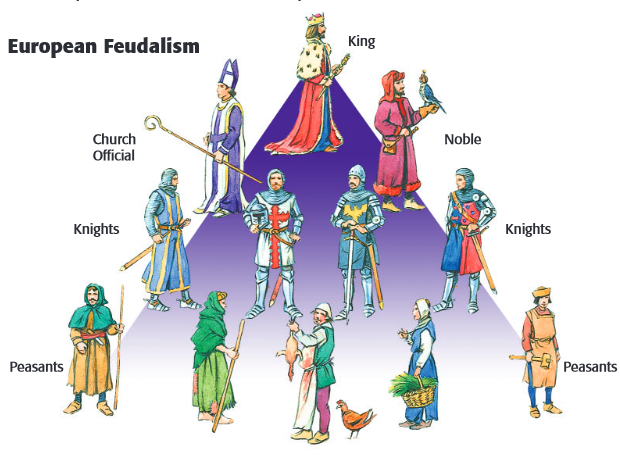 European Feudalism
King
Church
Official
Noble
Knights
Knights
Peasants
Peasants